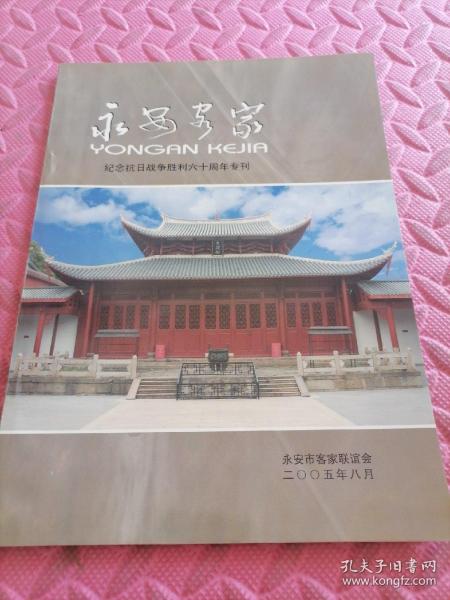 永安客家
YONGAN KEJIA
纪念抗日战争胜利六十周年专刊
永安市客家联谊会
二〇〇五年八月
孔夫子旧书网
www.kongfz.com